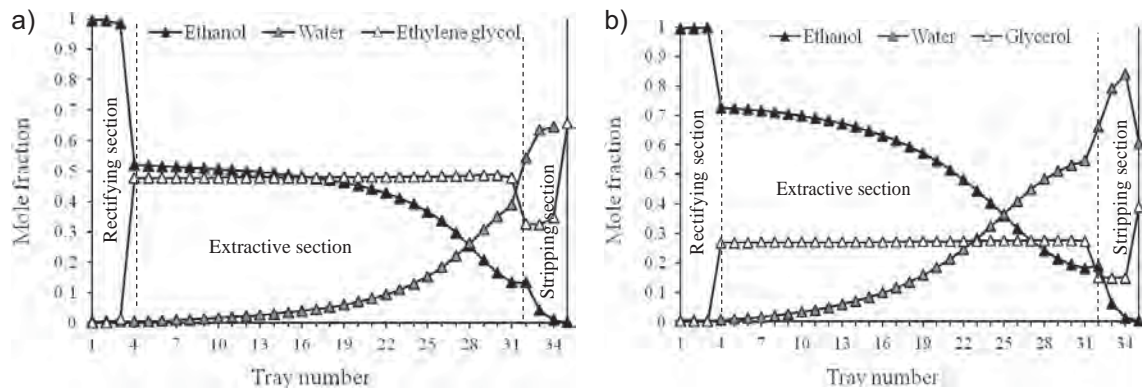 a)
Ethanol Water Ethylene glycol
1
0.9
0.8
0.7
0.6
0.5
0.4
0.3
0.2
0.1
0
Mole fraction
Rectifying section
Extractive section
Stripping section
1 4 7 10 13 16 19 22 25 28 31 34
Tray number
b)
Ethanol Water Glycerol
1
0.9
0.8
0.7
0.6
0.5
0.4
0.3
0.2
0.1
0
Mole fraction
Rectifying section
Extractive section
Stripping section
1 4 7 10 13 16 19 22 25 28 31 34
Tray number